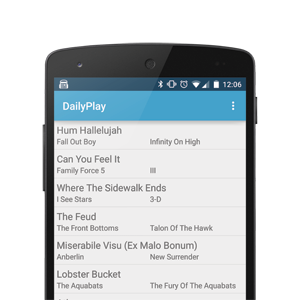 12:06
DailyPlay
Hum Hallelujah
Fall Out Boy Infinity On High
Can You Feel It
Family Force 5 III
Where The Sidewalk Ends
I See Stars 3-D
The Feud
The Front Bottoms Talon Of The Hawk
Miserabile Visu (Ex Malo Bonum)
Anberlin New Surrender
Lobster Bucket
The Aquabats The Fury Of The Aquabats